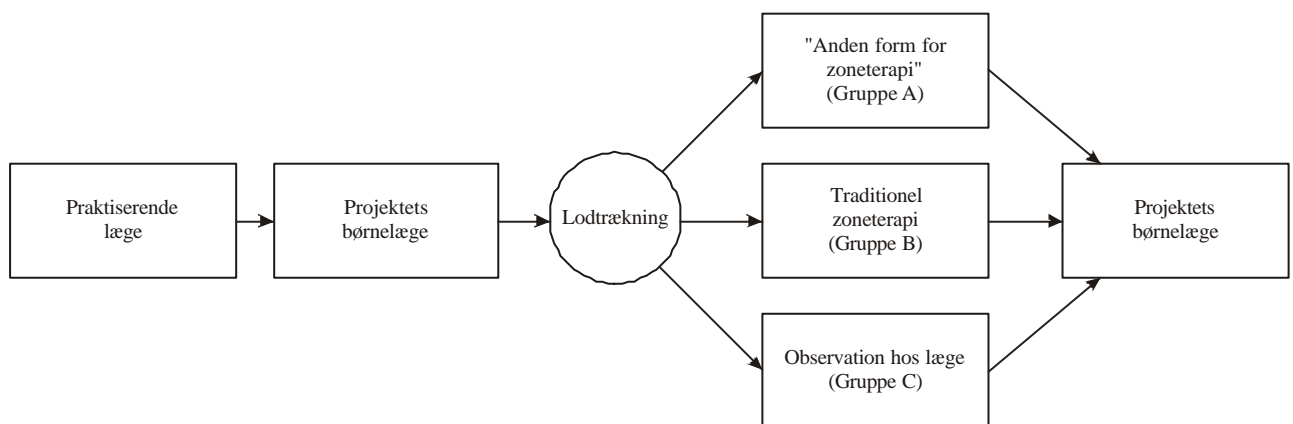 Praktiserende
læge
Projektets
børnelæge
Lodtrækning
"Anden form for
zoneterapi"
(Gruppe A)
Traditionel
zoneterapi
(Gruppe B)
Observation hos læge
(Gruppe C)
Projektets
børnelæge